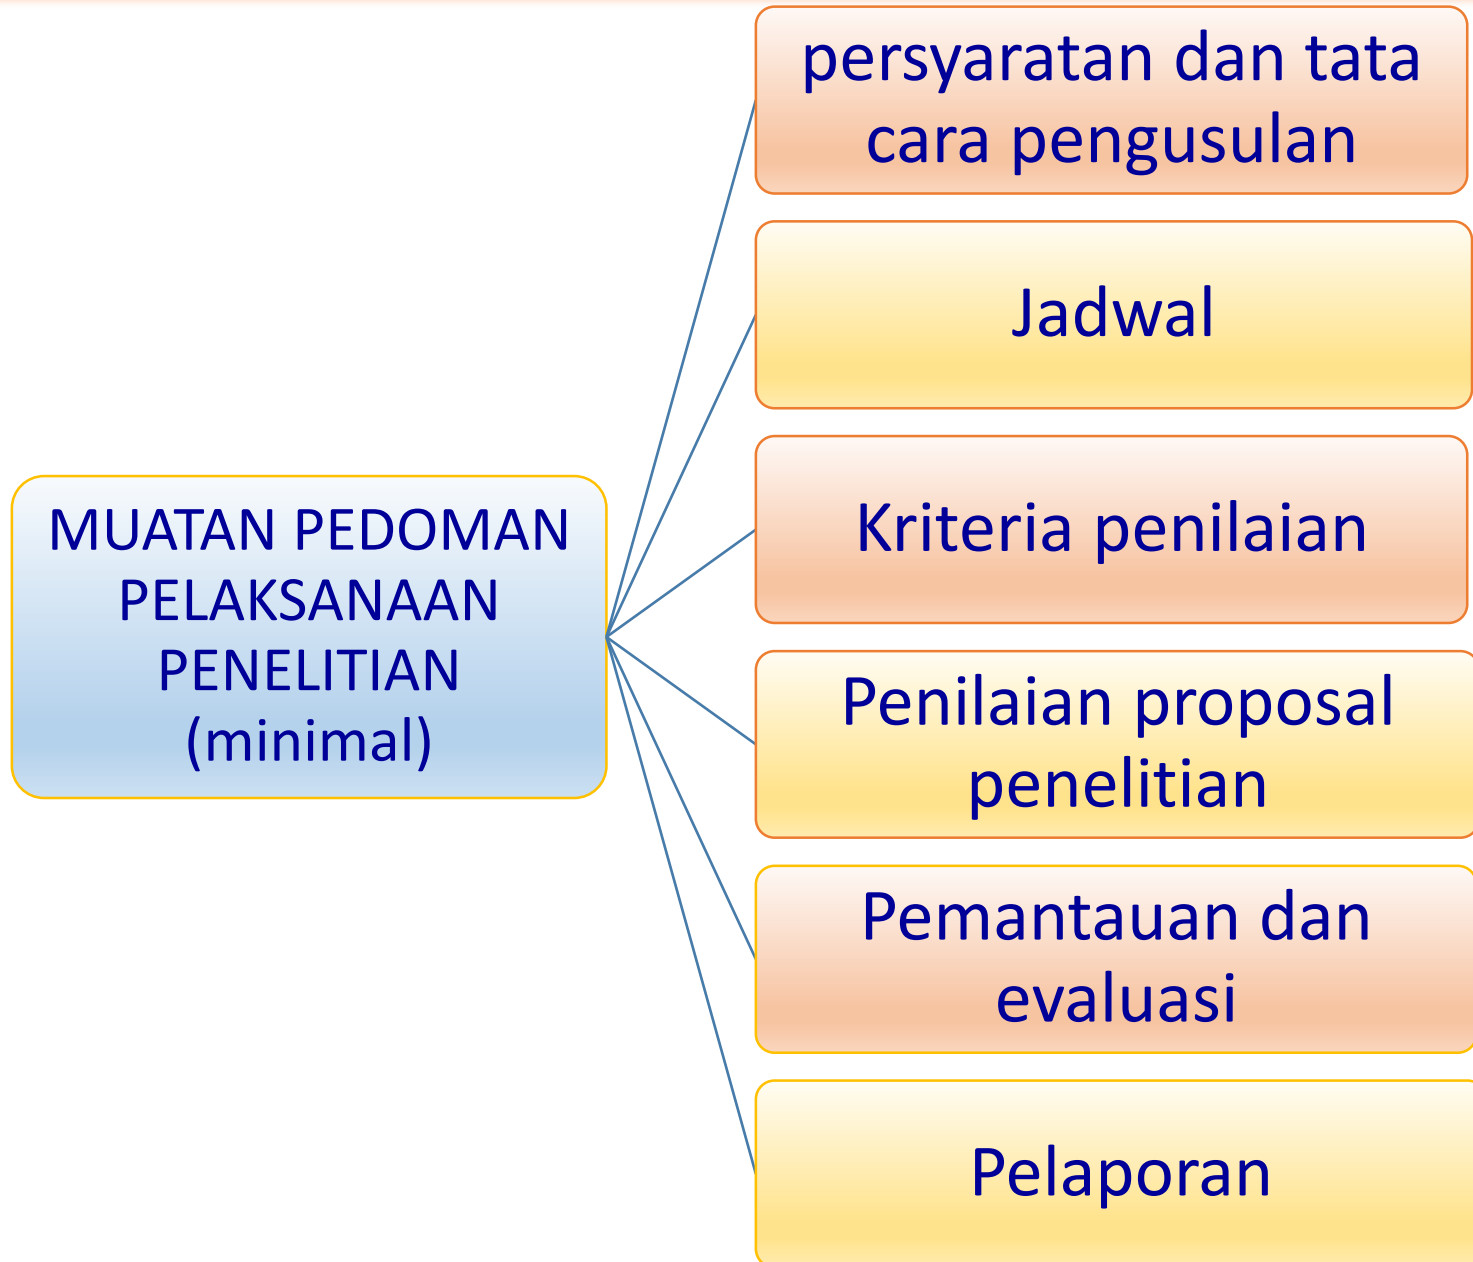 MUATAN PEDOMAN
PELAKSANAAN
PENELITIAN
(minimal)
persyaratan dan tata
cara pengusulan
Jadwal
Kriteria penilaian
Penilaian proposal
penelitian
Pemantauan dan
evaluasi
Pelaporan